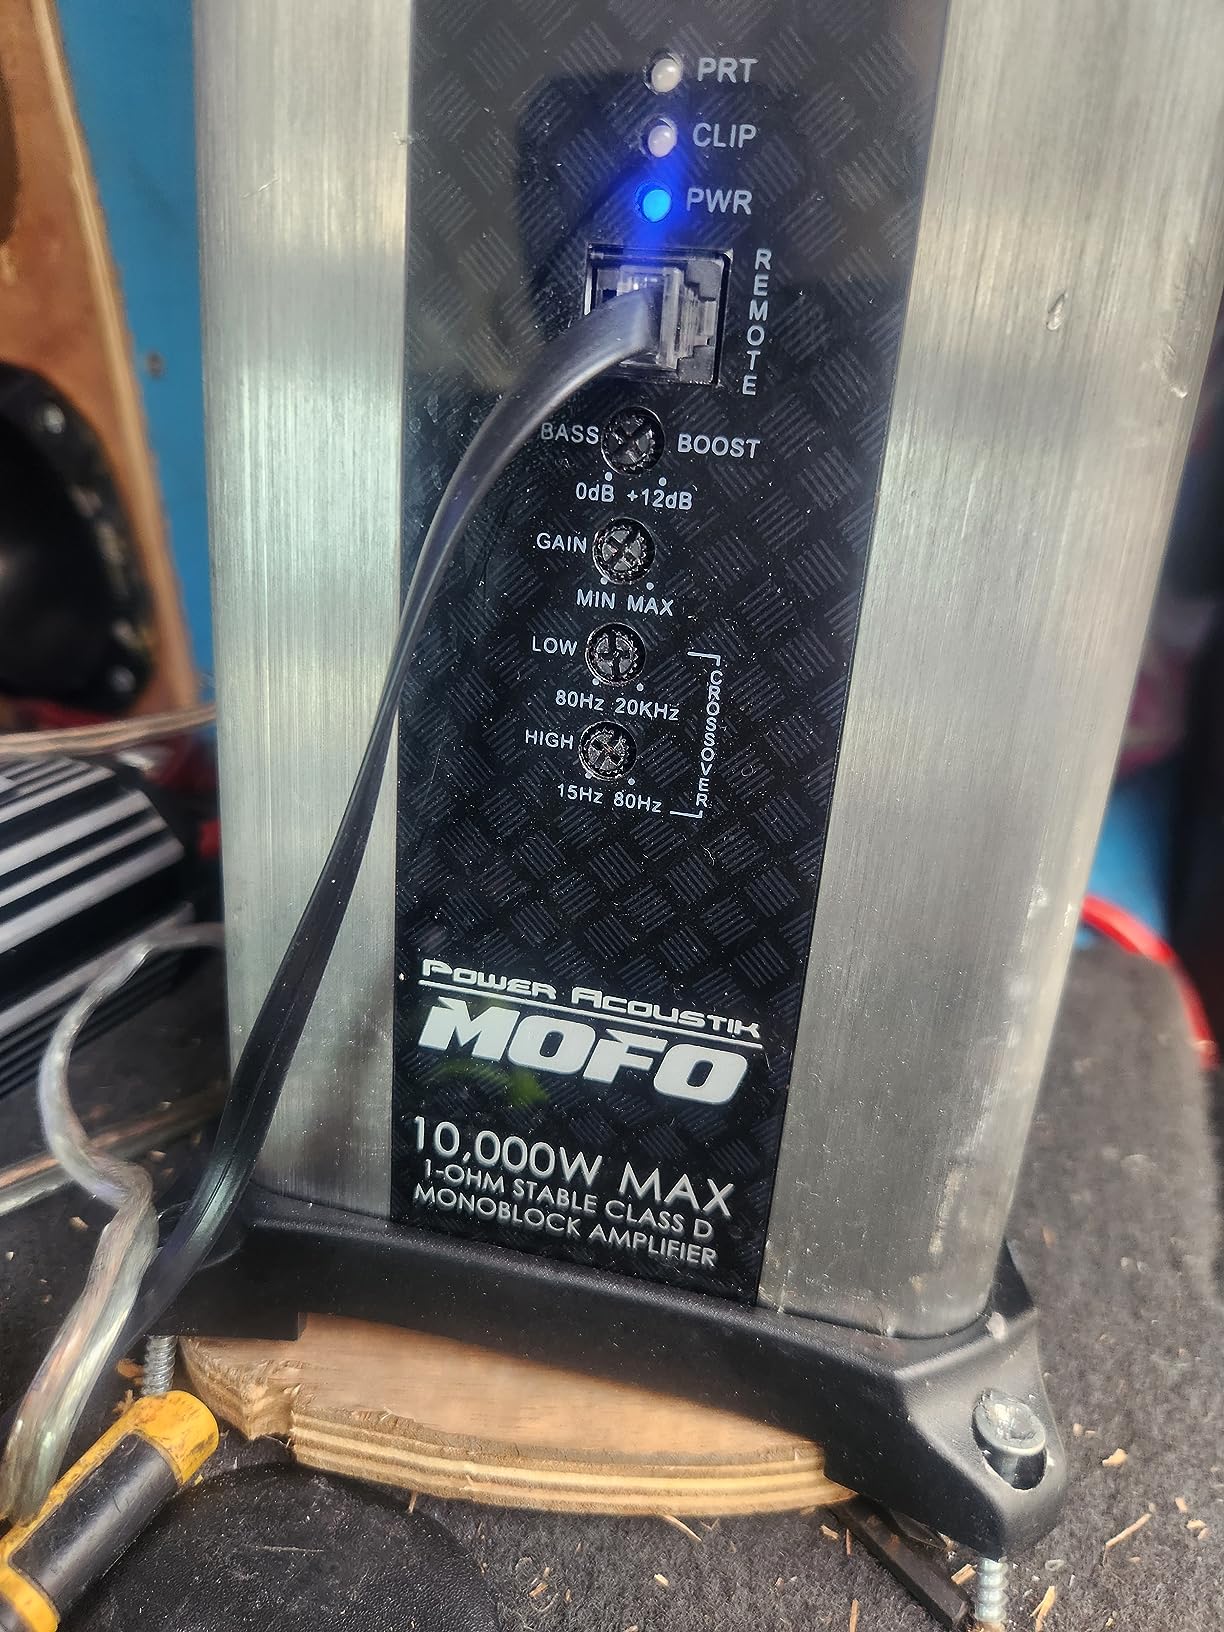 PRT
CLIP
PWR
REMOTE
BASS BOOST
0dB +12dB
GAIN
MIN MAX
LOW
80Hz 20KHz
CROSSOVER
HIGH
15Hz 80Hz
POWER ACOUSTIK
MOFO
10,000W MAX
1-OHM STABLE CLASS D
MONOBLOCK AMPLIFIER